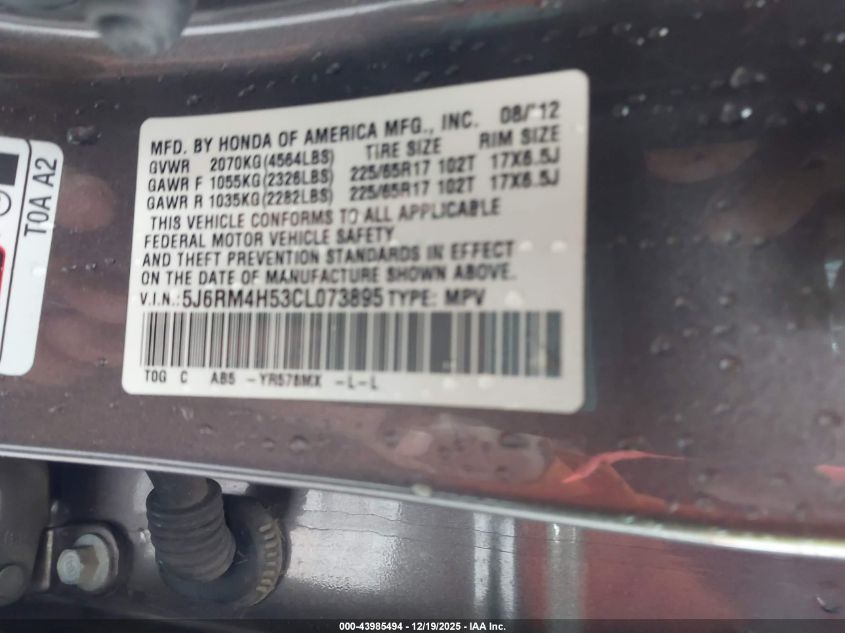 MFD. BY HONDA OF AMERICA MFG., INC. 08/12
GVWR 2070KG(4564LBS) TIRE SIZE RIM SIZE
GAWR F 1055KG(2326LBS) 225/65R17 102T 17X6.5J
GAWR R 1035KG(2282LBS) 225/65R17 102T 17X6.5J
THIS VEHICLE CONFORMS TO ALL APPLICABLE
FEDERAL MOTOR VEHICLE SAFETY
AND THEFT PREVENTION STANDARDS IN EFFECT
ON THE DATE OF MANUFACTURE SHOWN ABOVE.
V.I.N.: 5J6RM4H53CL073895 TYPE: MPV
TOG C AB5 -YR578MX -L-L
TOA A2
000-43985494 - 12/19/2025 - IAA Inc.